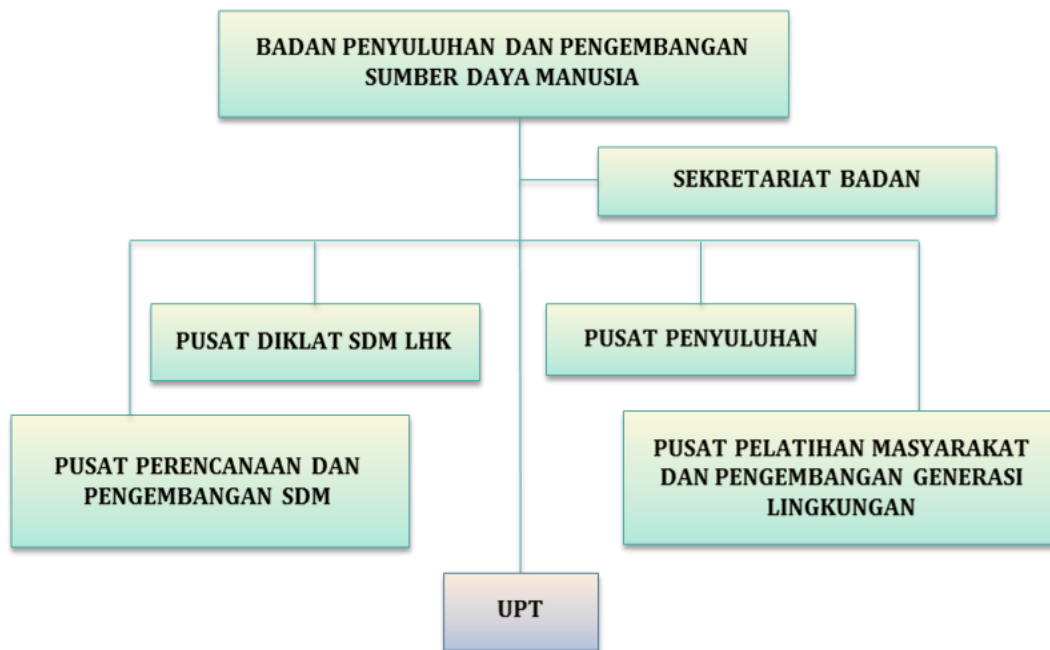 BADAN PENYULUHAN DAN PENGEMBANGAN
SUMBER DAYA MANUSIA
SEKRETARIAT BADAN
PUSAT DIKLAT SDM LHK
PUSAT PENYULUHAN
PUSAT PERENCANAAN DAN
PENGEMBANGAN SDM
PUSAT PELATIHAN MASYARAKAT
DAN PENGEMBANGAN GENERASI
LINGKUNGAN
UPT